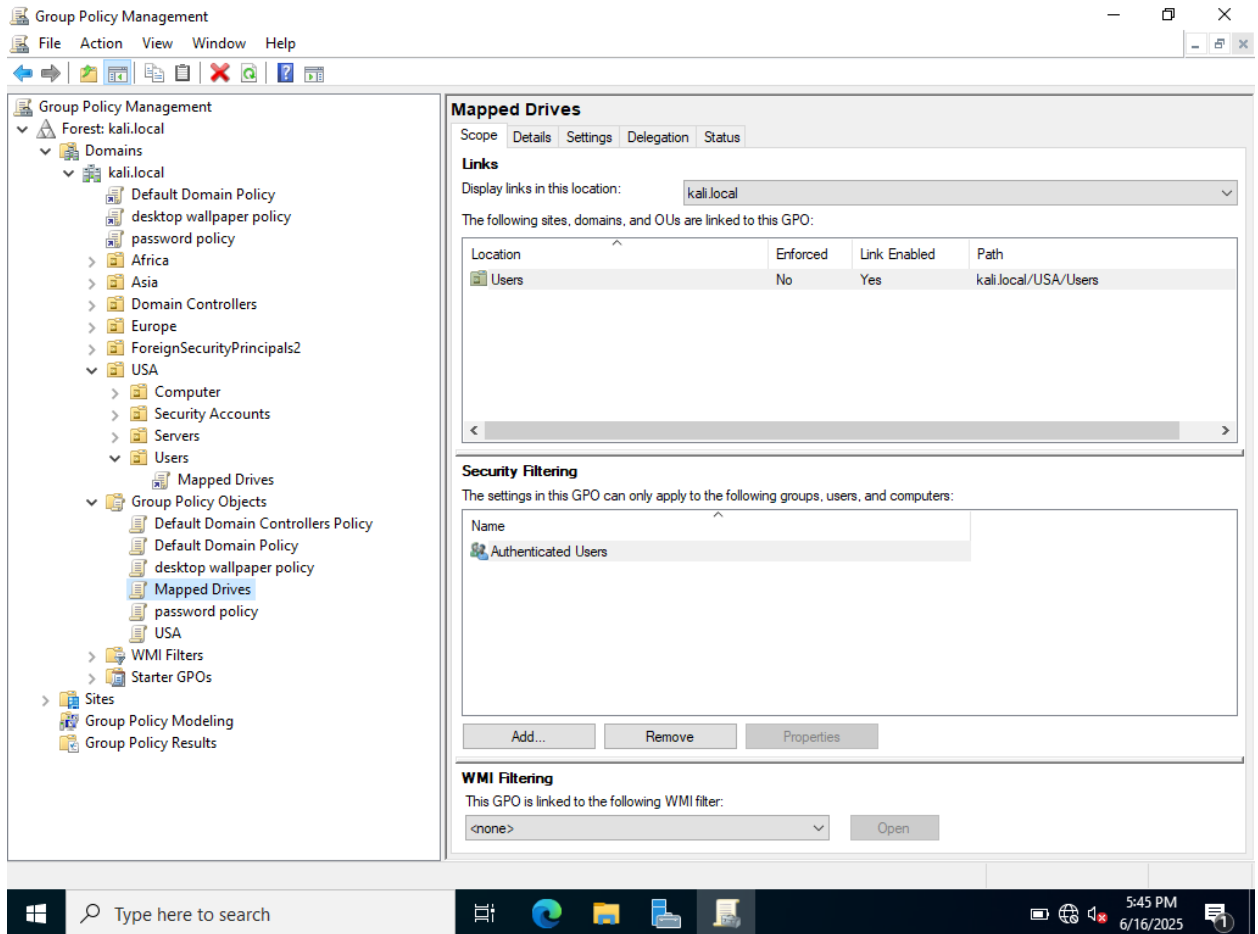 Group Policy Management
File Action View Window Help
Group Policy Management
Forest: kali.local
Domains
kali.local
Default Domain Policy
desktop wallpaper policy
password policy
Africa
Asia
Domain Controllers
Europe
ForeignSecurityPrincipals2
USA
Computer
Security Accounts
Servers
Users
Mapped Drives
Group Policy Objects
Default Domain Controllers Policy
Default Domain Policy
desktop wallpaper policy
Mapped Drives
password policy
USA
WMI Filters
Starter GPOs
Sites
Group Policy Modeling
Group Policy Results
Mapped Drives
Scope Details Settings Delegation Status
Links
Display links in this location: kali.local
The following sites, domains, and OUs are linked to this GPO:
Location Enforced Link Enabled Path
Users No Yes kali.local/USA/Users
Security Filtering
The settings in this GPO can only apply to the following groups, users, and computers:
Name
Authenticated Users
Add... Remove Properties
WMI Filtering
This GPO is linked to the following WMI filter:
<none> Open
Type here to search
5:45 PM
6/16/2025
1